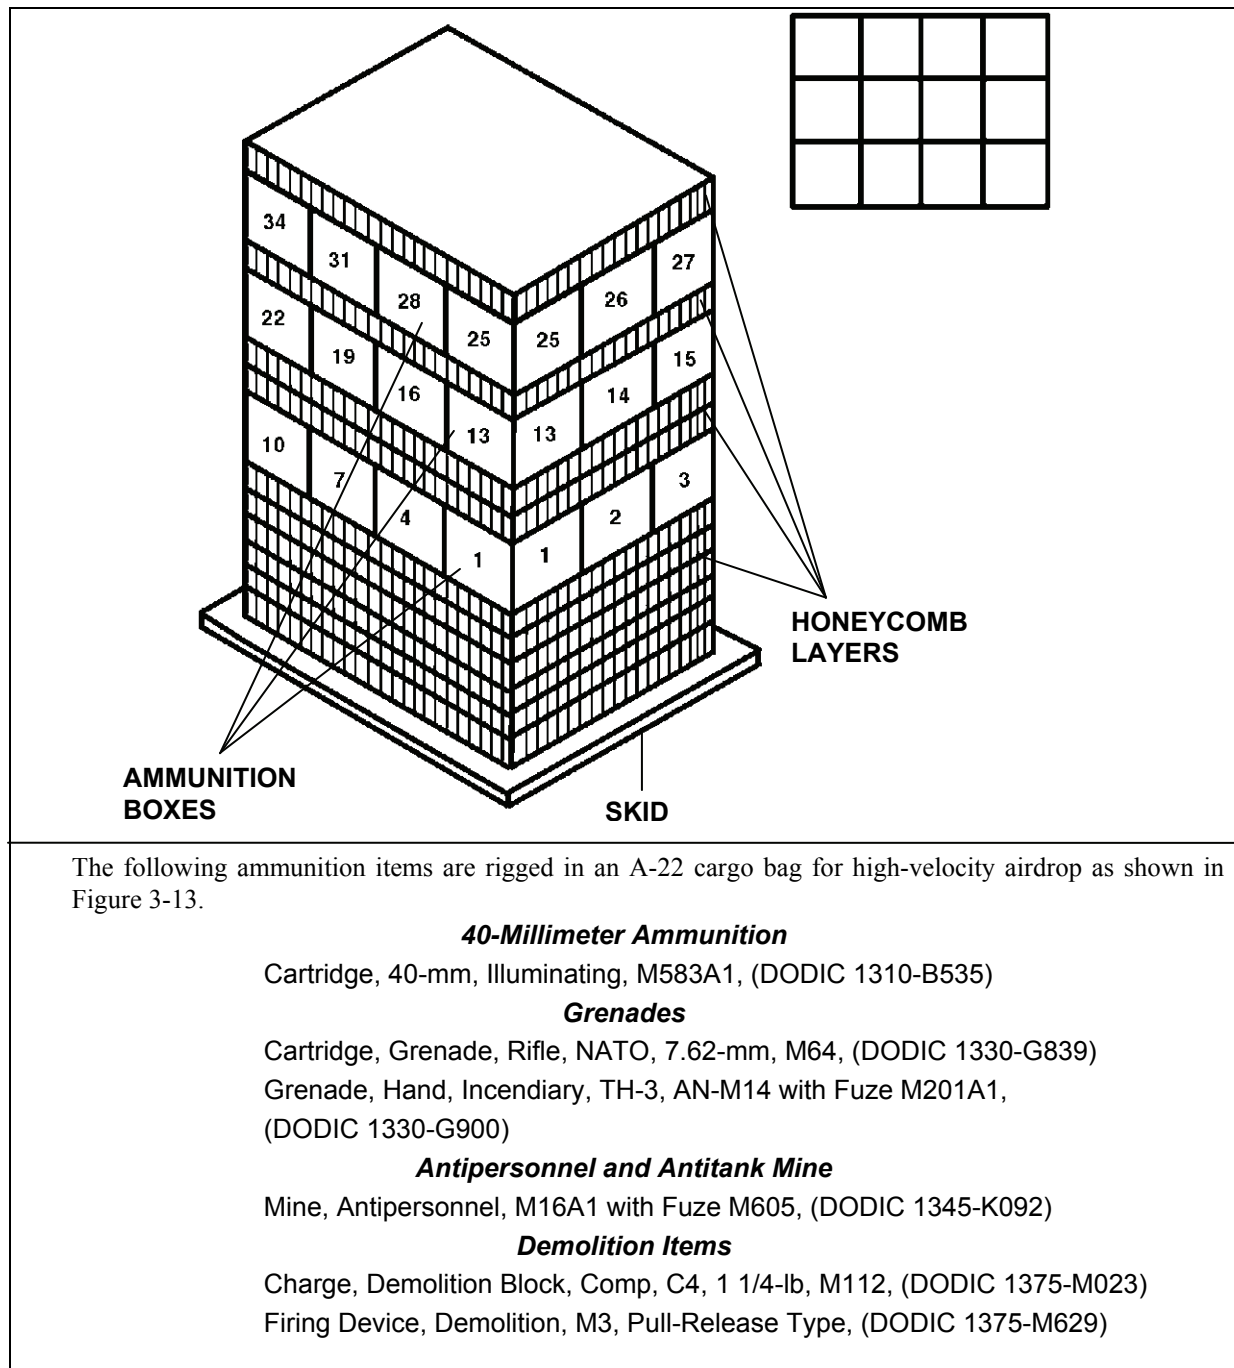 34
31
28
25
25
26
27
22
19
16
13
13
14
15
10
7
4
1
1
2
3
HONEYCOMB
LAYERS
AMMUNITION
BOXES
SKID
The following ammunition items are rigged in an A-22 cargo bag for high-velocity airdrop as shown in
Figure 3-13.
40-Millimeter Ammunition
Cartridge, 40-mm, Illuminating, M583A1, (DODIC 1310-B535)
Grenades
Cartridge, Grenade, Rifle, NATO, 7.62-mm, M64, (DODIC 1330-G839)
Grenade, Hand, Incendiary, TH-3, AN-M14 with Fuze M201A1,
(DODIC 1330-G900)
Antipersonnel and Antitank Mine
Mine, Antipersonnel, M16A1 with Fuze M605, (DODIC 1345-K092)
Demolition Items
Charge, Demolition Block, Comp, C4, 1 1/4-lb, M112, (DODIC 1375-M023)
Firing Device, Demolition, M3, Pull-Release Type, (DODIC 1375-M629)